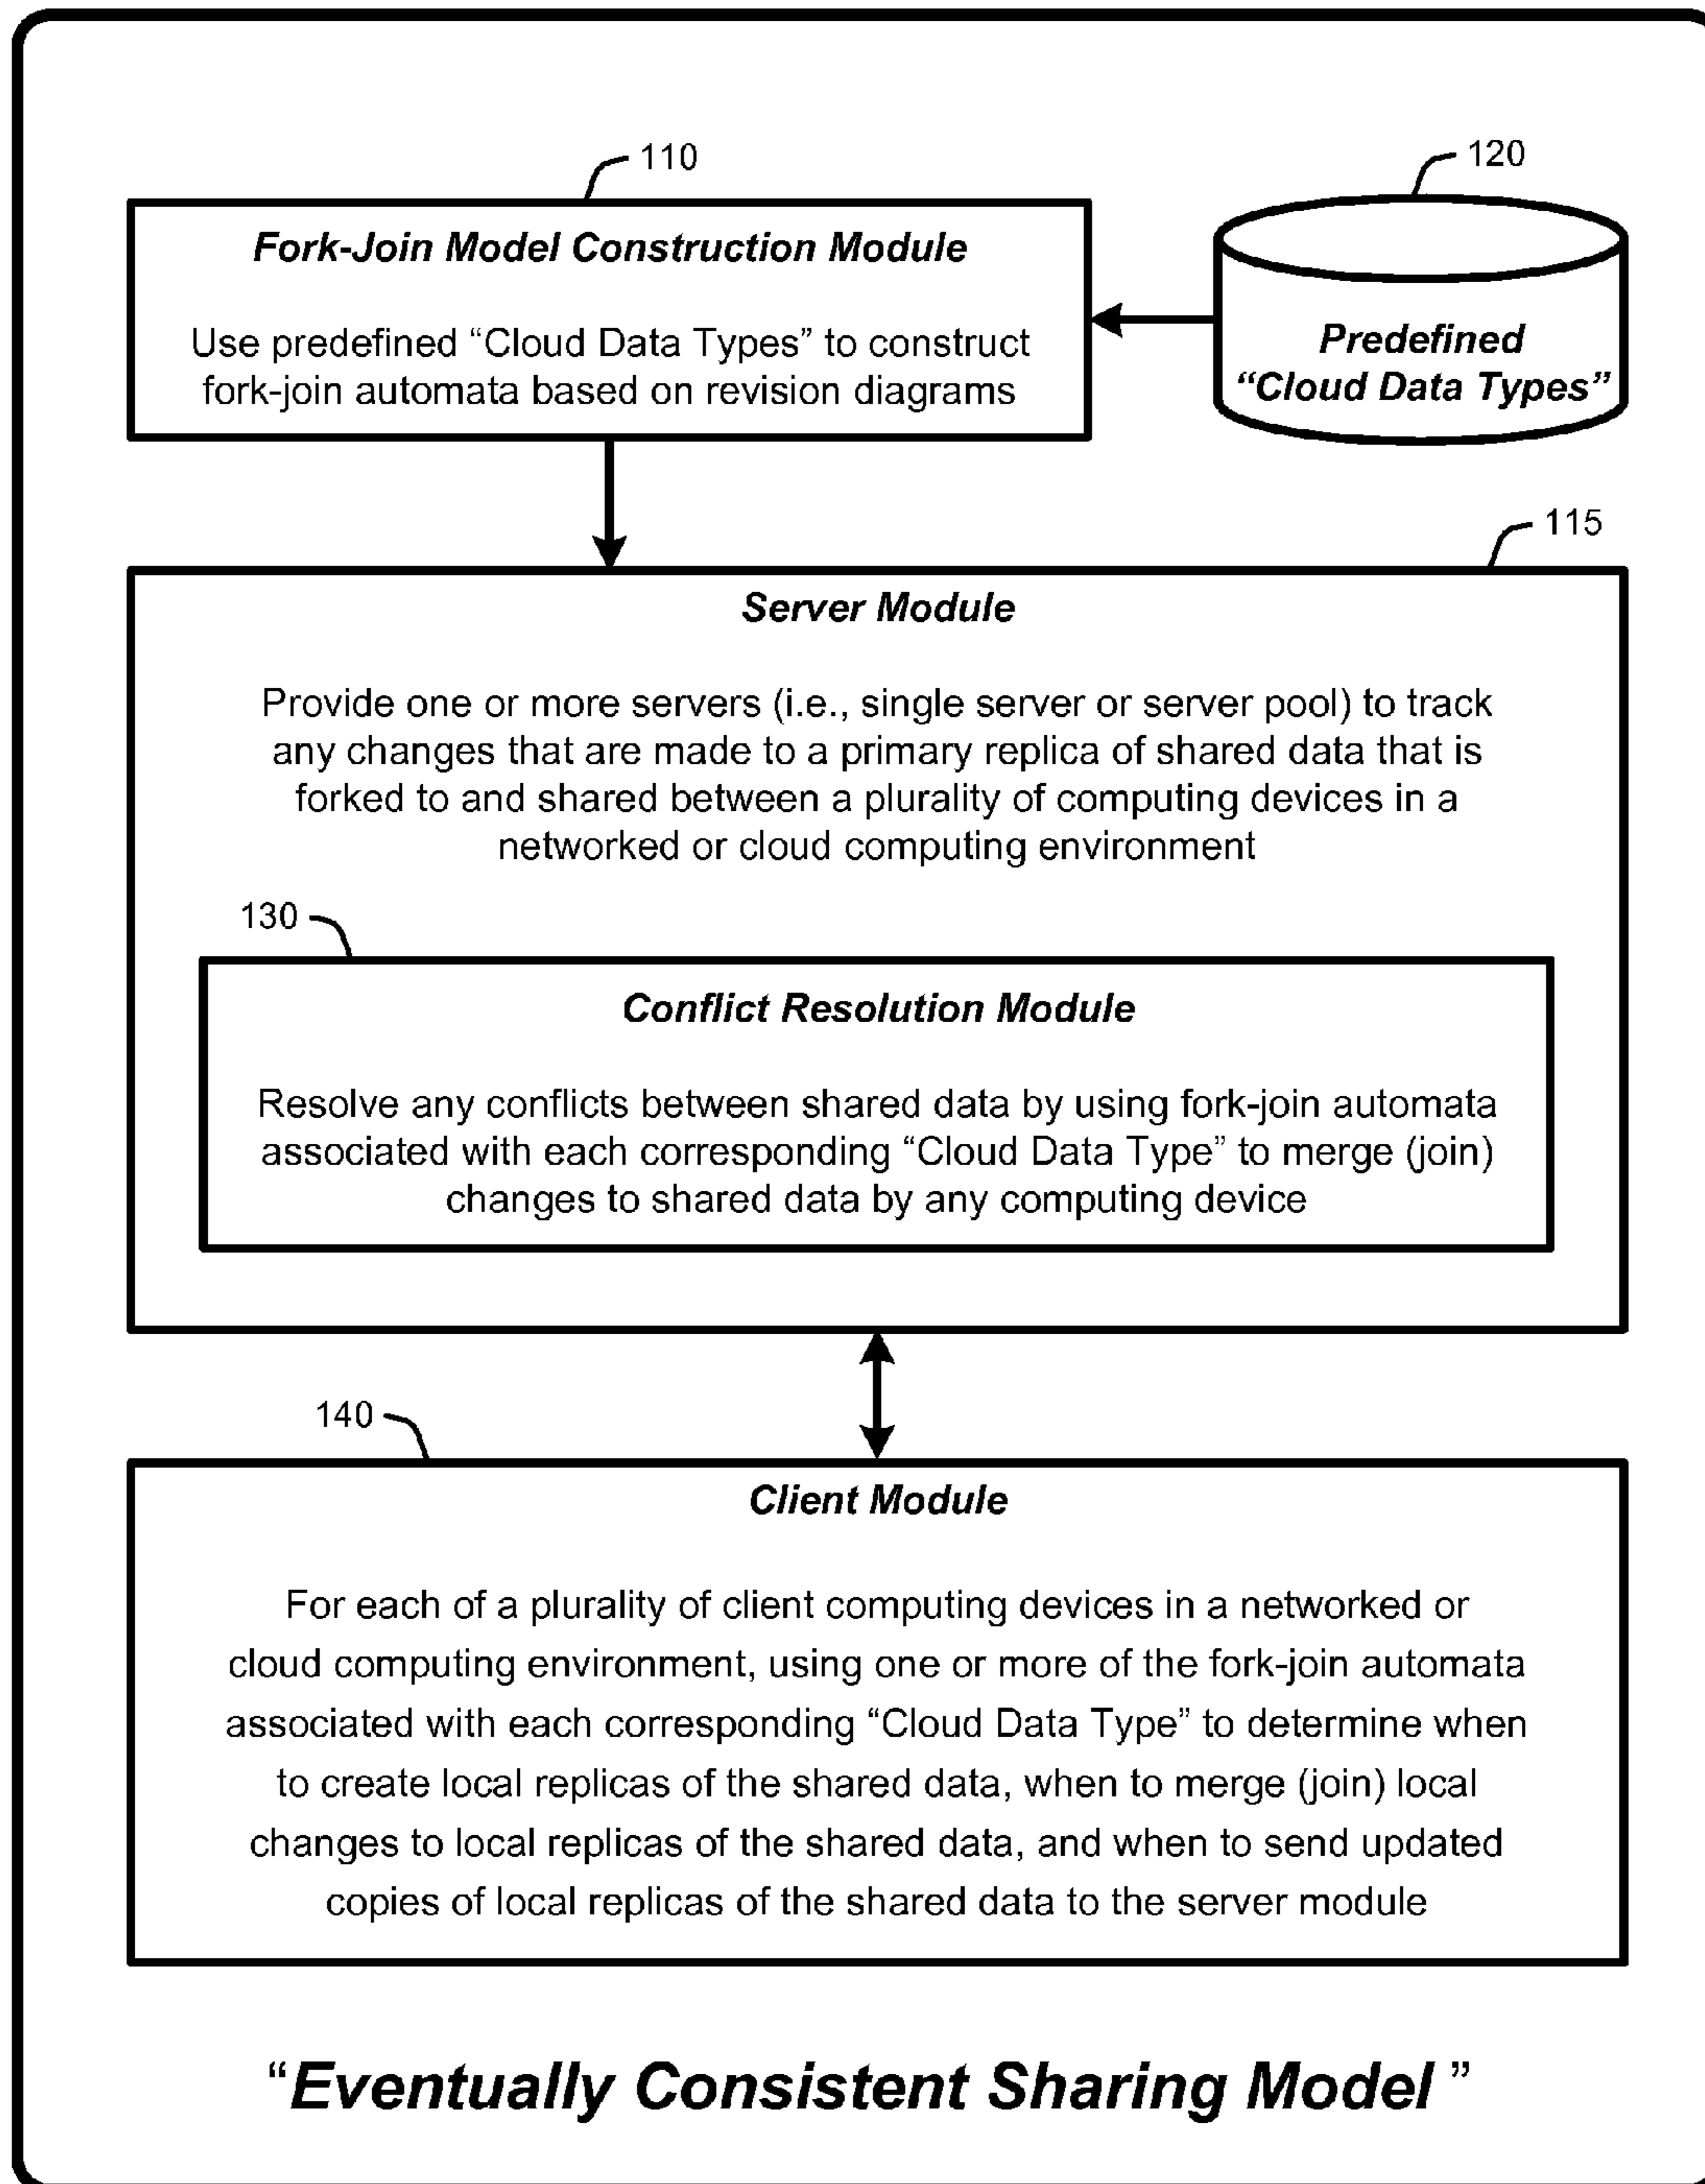 110
120
Fork-Join Model Construction Module
Use predefined “Cloud Data Types” to construct
fork-join automata based on revision diagrams
Predefined
“Cloud Data Types”
115
Server Module
Provide one or more servers (i.e., single server or server pool) to track
any changes that are made to a primary replica of shared data that is
forked to and shared between a plurality of computing devices in a
networked or cloud computing environment
130
Conflict Resolution Module
Resolve any conflicts between shared data by using fork-join automata
associated with each corresponding “Cloud Data Type” to merge (join)
changes to shared data by any computing device
140
Client Module
For each of a plurality of client computing devices in a networked or
cloud computing environment, using one or more of the fork-join automata
associated with each corresponding “Cloud Data Type” to determine when
to create local replicas of the shared data, when to merge (join) local
changes to local replicas of the shared data, and when to send updated
copies of local replicas of the shared data to the server module
“Eventually Consistent Sharing Model ”